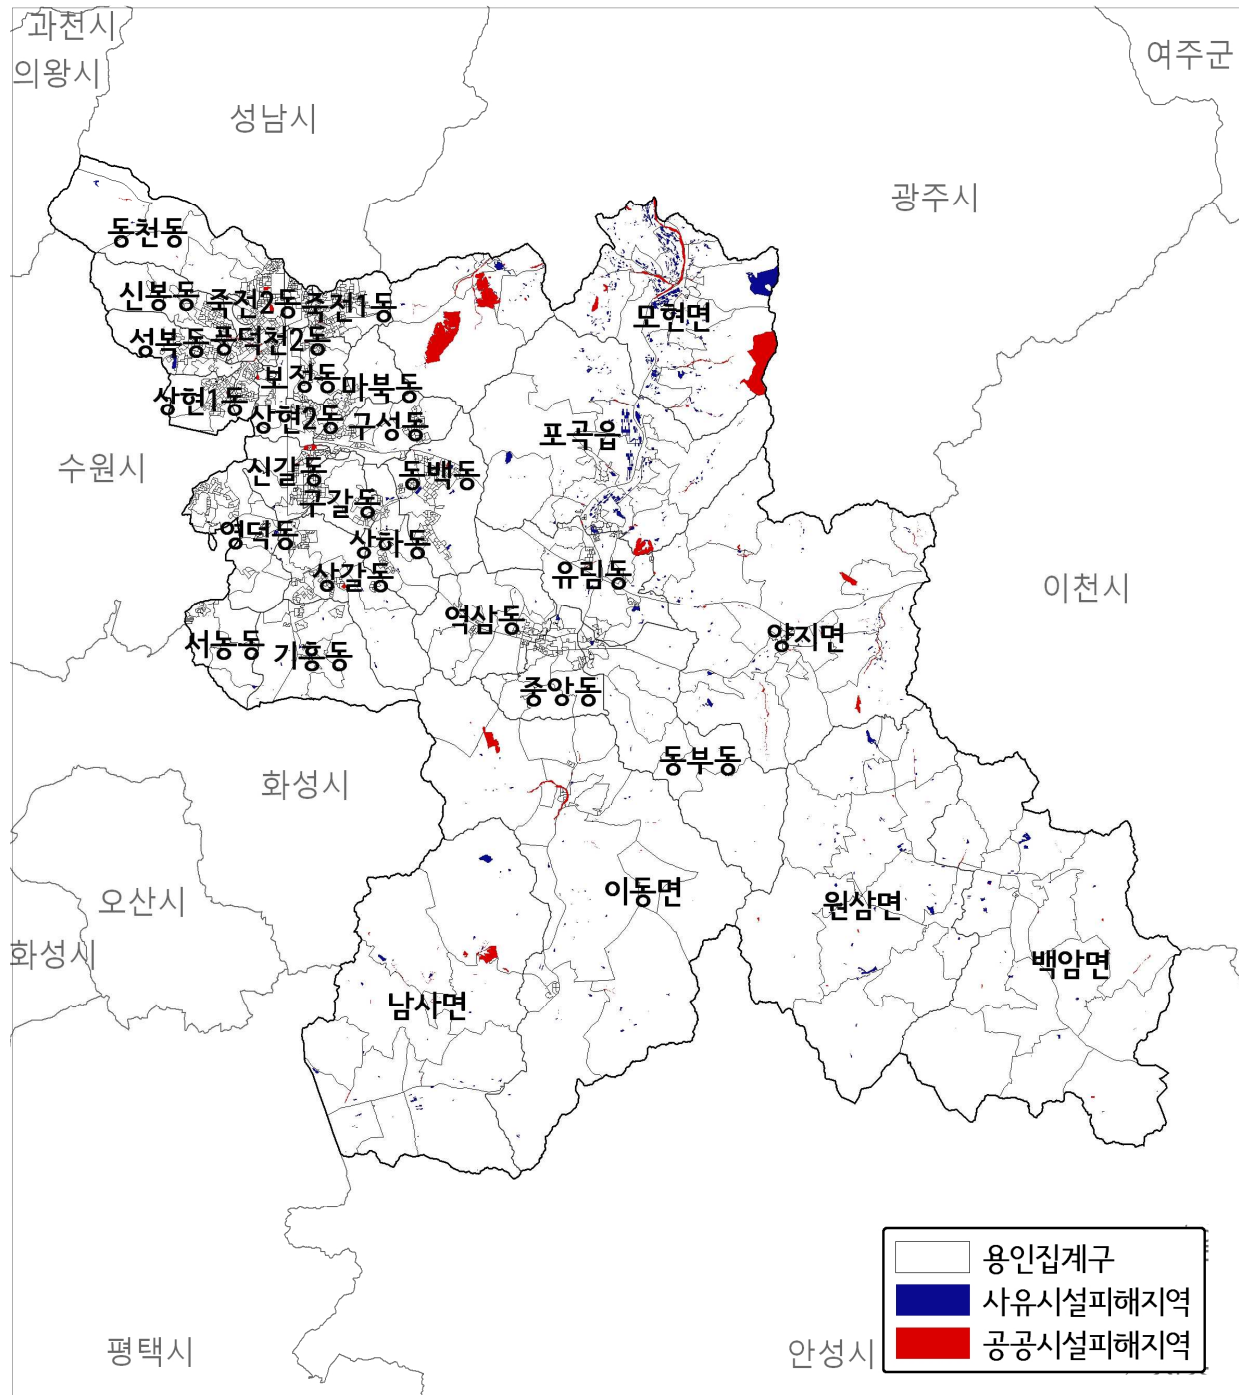 과천시
여주군
의왕시
성남시
광주시
동천동
신봉동
죽전2동
죽전1동
모현면
성복동
풍덕천2동
보정동
마북동
상현1동
상현2동
구성동
포곡읍
수원시
신갈동
동백동
구갈동
영덕동
상하동
상갈동
유림동
이천시
역삼동
서농동
기흥동
양지면
중앙동
동부동
화성시
오산시
이동면
원삼면
화성시
백암면
남사면
용인집계구
사유시설피해지역
공공시설피해지역
평택시
안성시